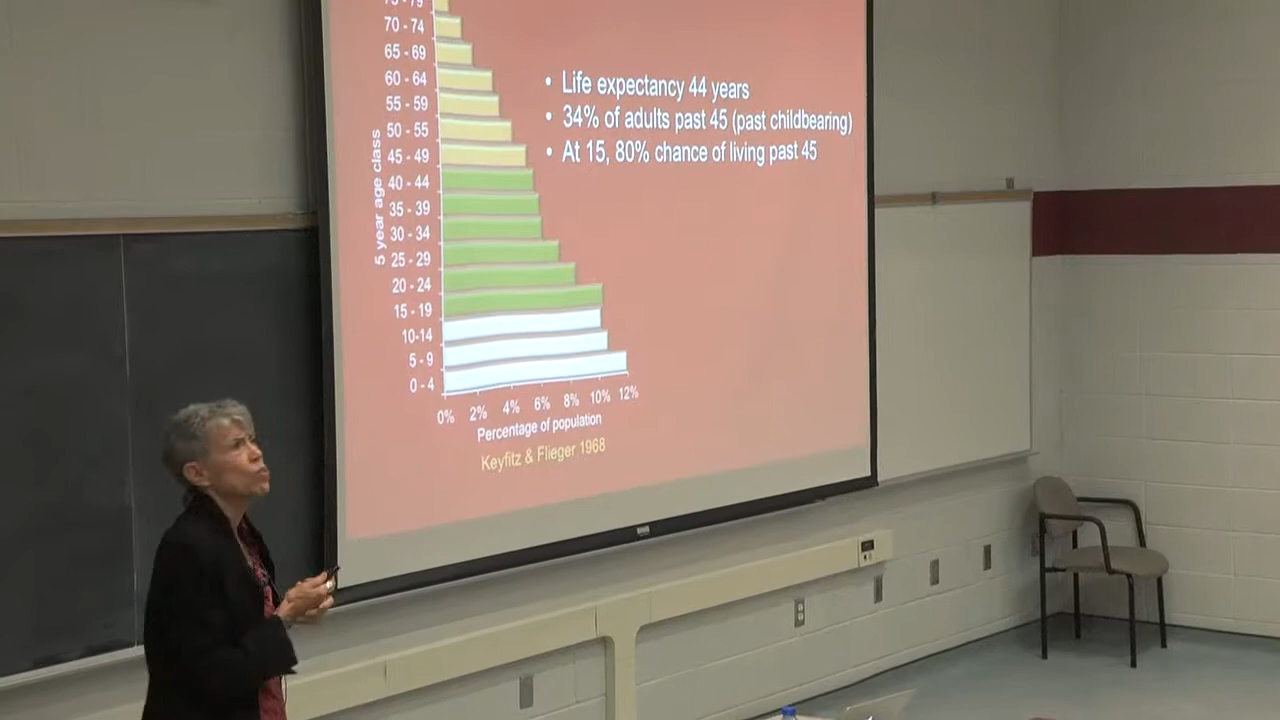 75 - 79
70 - 74
65 - 69
60 - 64
55 - 59
50 - 55
45 - 49
40 - 44
35 - 39
30 - 34
25 - 29
20 - 24
15 - 19
10-14
5 - 9
0 - 4
5 year age class
0% 2% 4% 6% 8% 10% 12%
Percentage of population
Keyfitz & Flieger 1968
• Life expectancy 44 years
• 34% of adults past 45 (past childbearing)
• At 15, 80% chance of living past 45